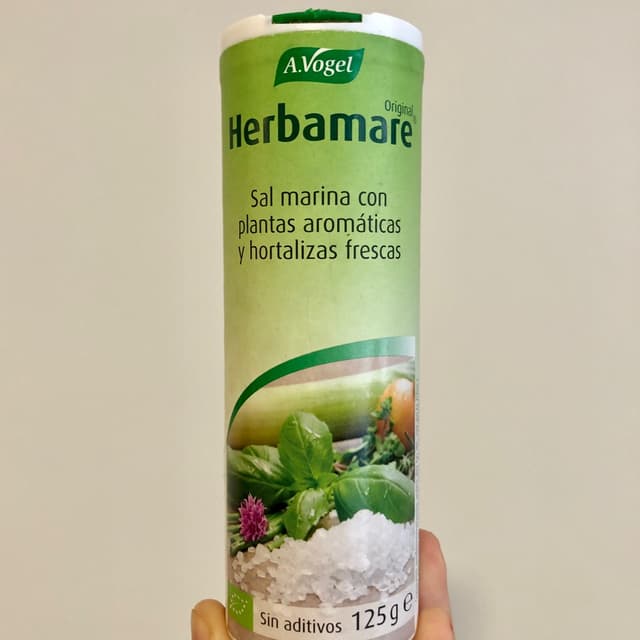 A.Vogel
Original
Herbamare
Sal marina con
plantas aromáticas
y hortalizas frescas
Sin aditivos 125g e